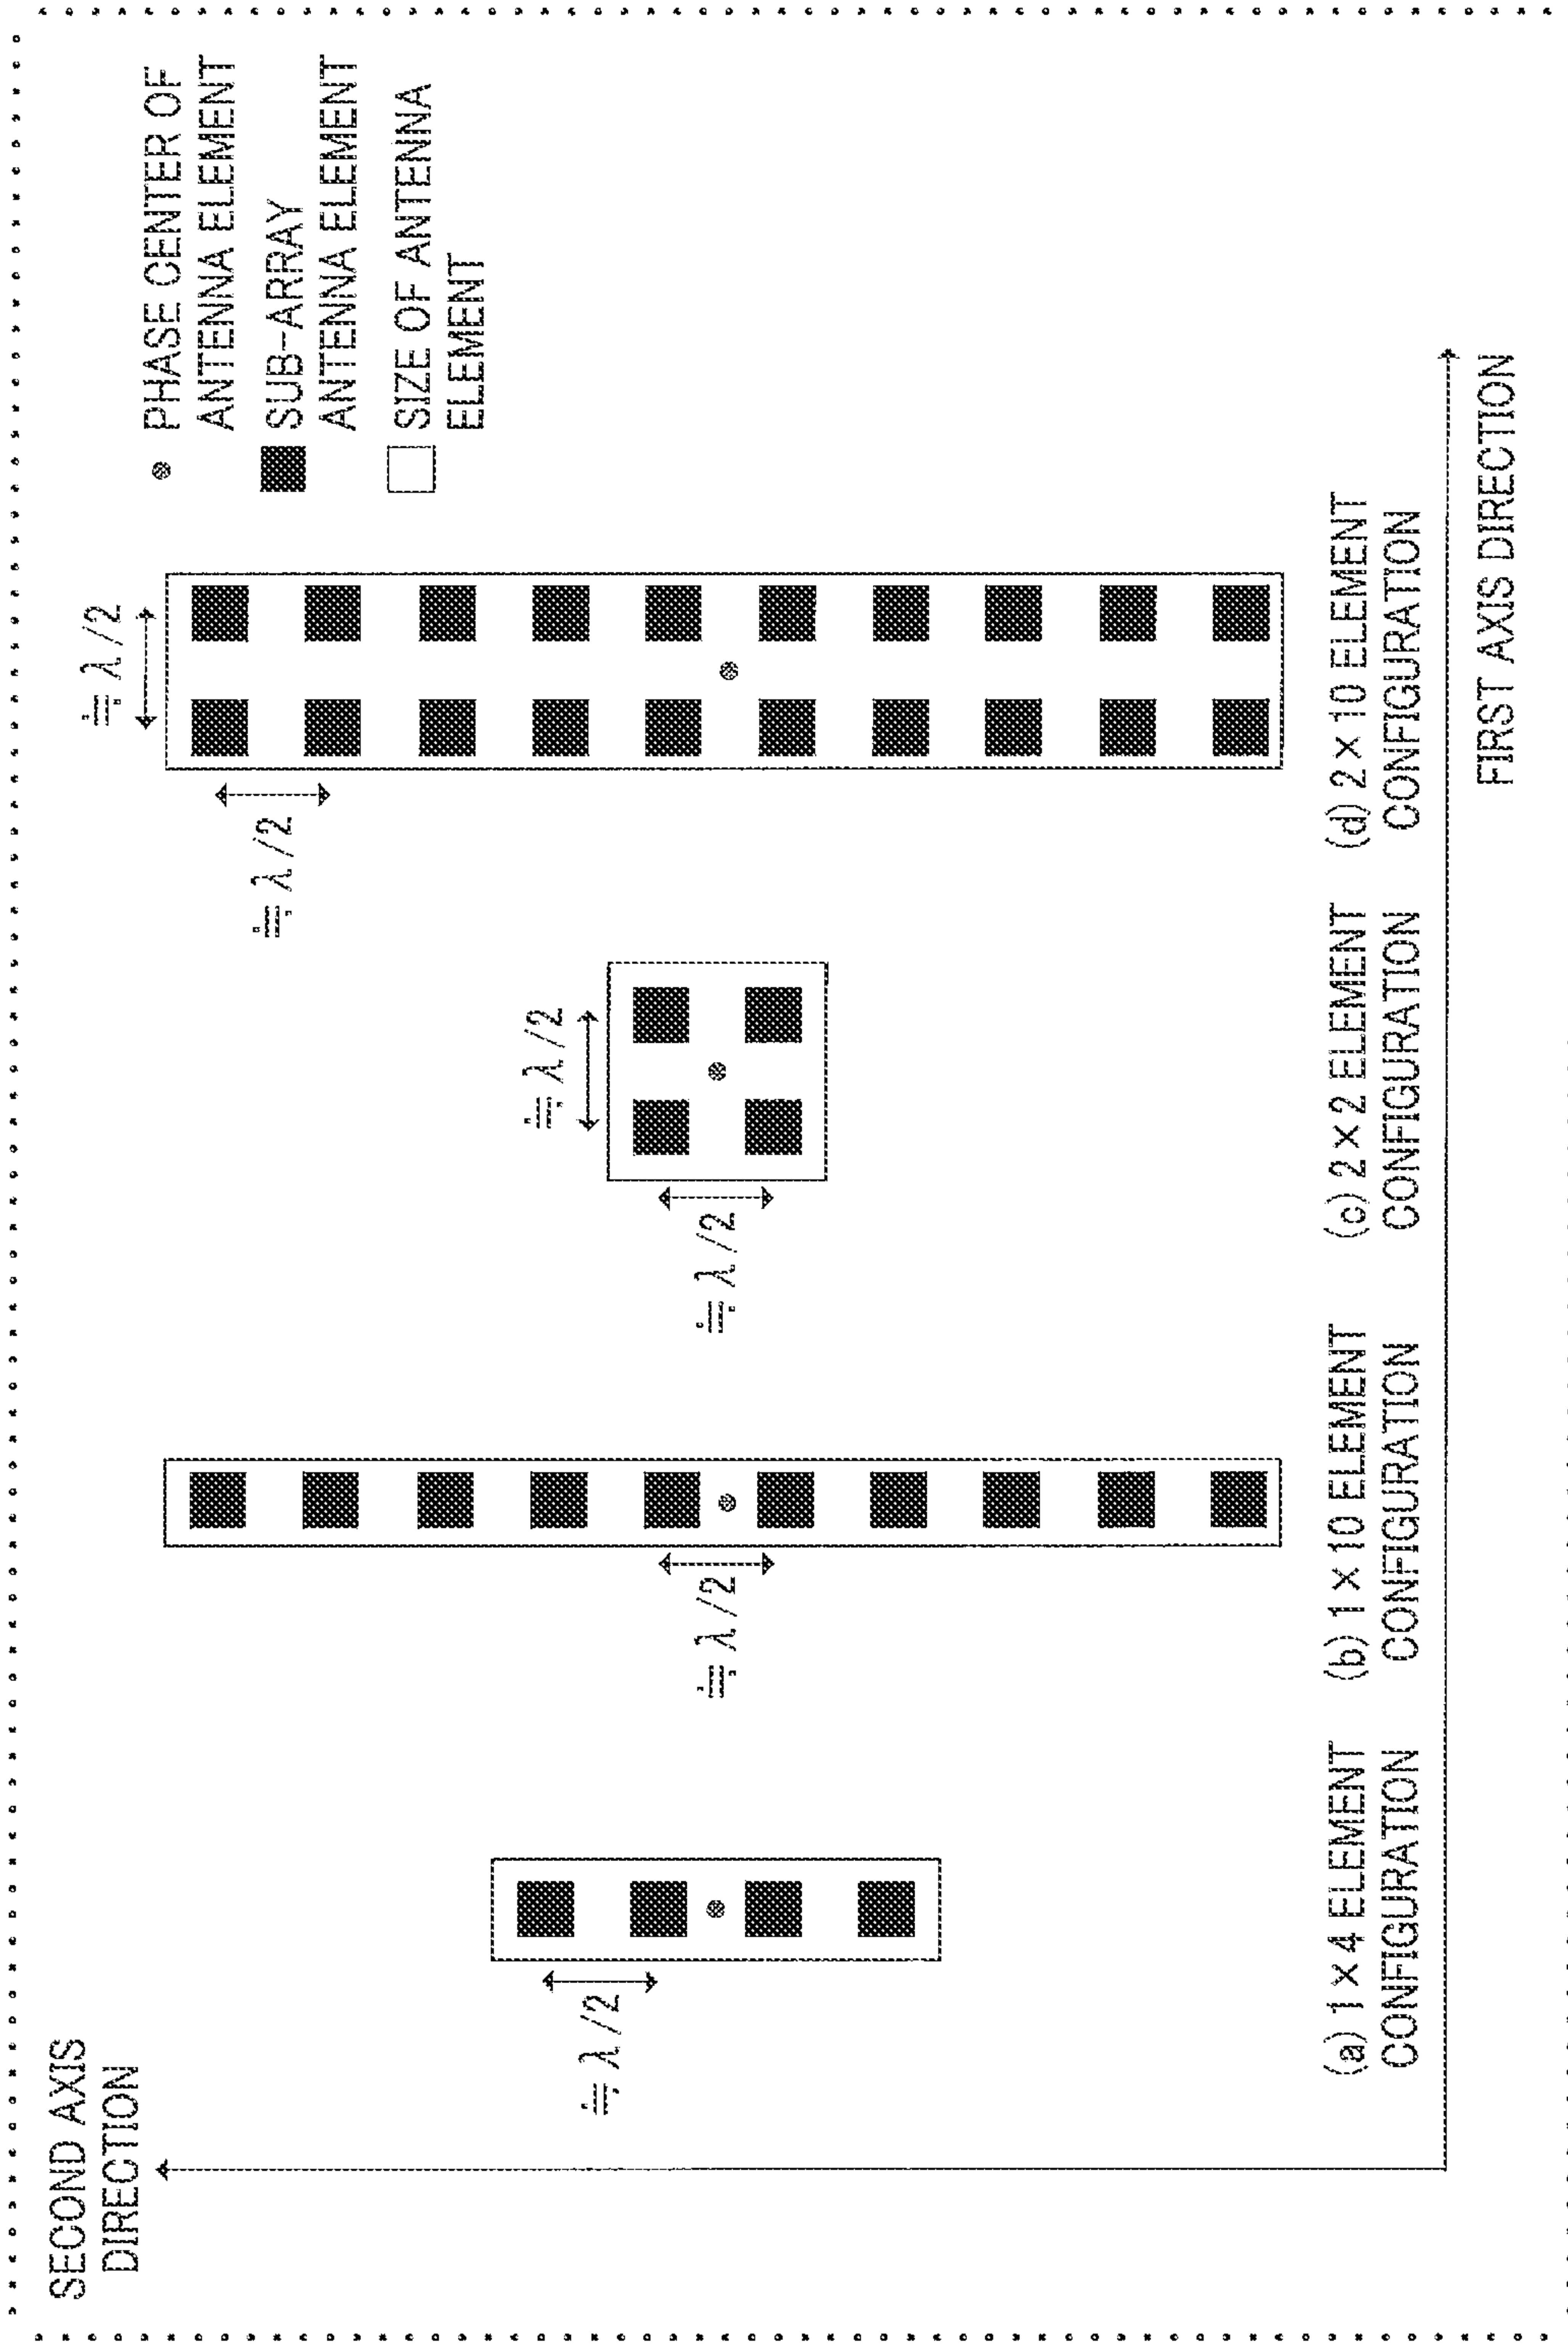 SECOND AXIS
DIRECTION
PHASE CENTER OF
ANTENNA ELEMENT
SUB-ARRAY
ANTENNA ELEMENT
SIZE OF ANTENNA
ELEMENT
≒λ/2
≒λ/2
≒λ/2
≒λ/2
≒λ/2
≒λ/2
(a) 1×4 ELEMENT
CONFIGURATION
(b) 1×10 ELEMENT
CONFIGURATION
(c) 2×2 ELEMENT
CONFIGURATION
(d) 2×10 ELEMENT
CONFIGURATION
FIRST AXIS DIRECTION